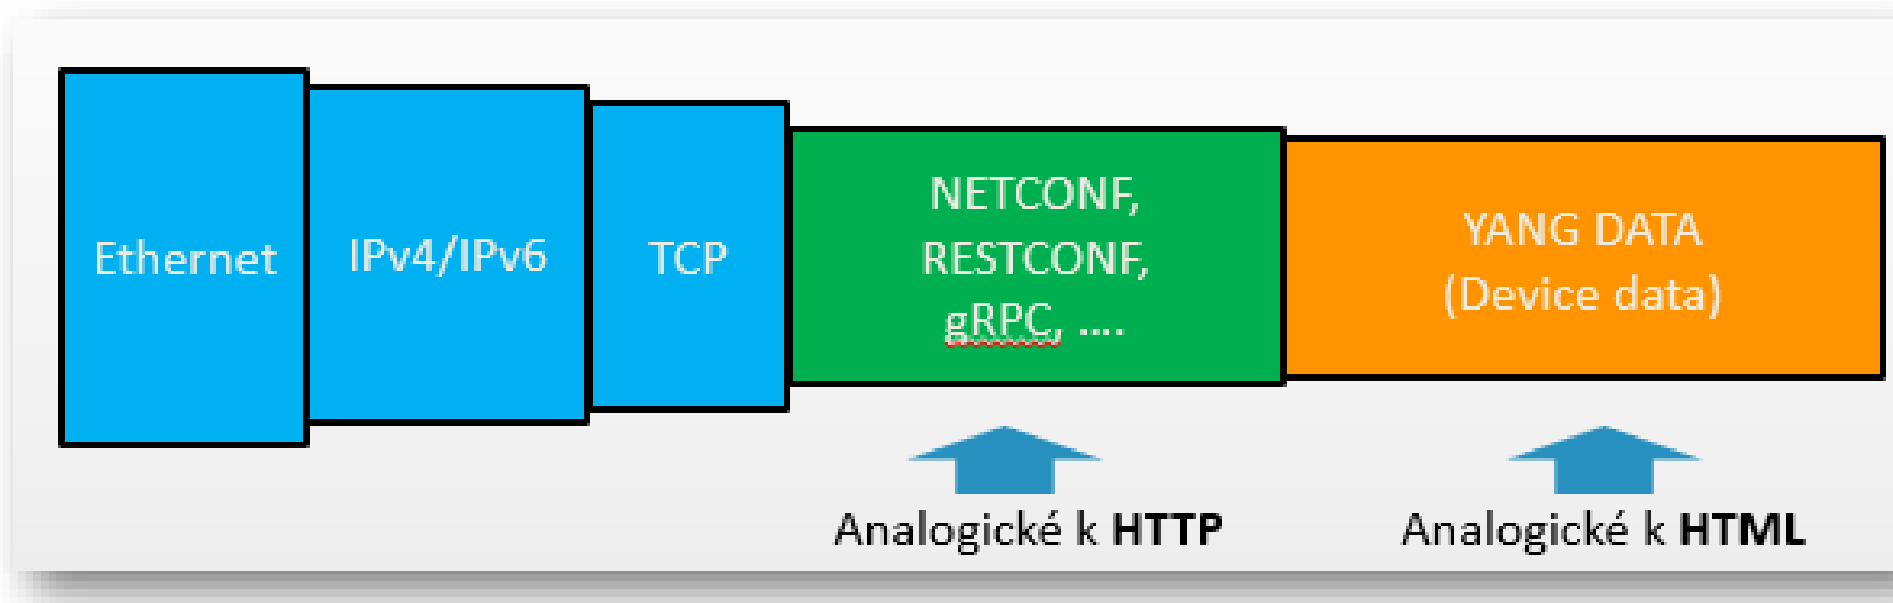 Ethernet
IPv4/IPv6
TCP
NETCONF,
RESTCONF,
gRPC, ....
YANG DATA
(Device data)
Analogické k HTTP
Analogické k HTML